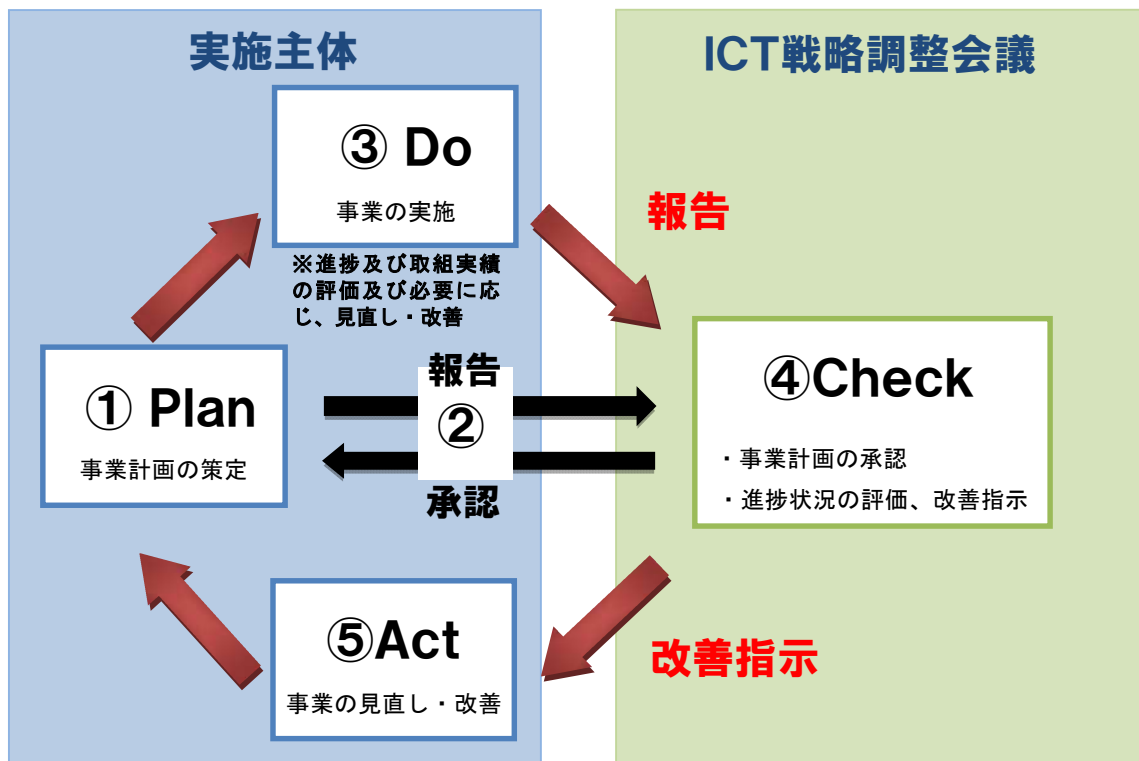 実施主体
ICT戦略調整会議
③ Do
事業の実施
※進捗及び取組実績
の評価及び必要に応
じ、見直し・改善
報告
① Plan
事業計画の策定
報告
②
承認
④Check
・事業計画の承認
・進捗状況の評価、改善指示
⑤Act
事業の見直し・改善
改善指示